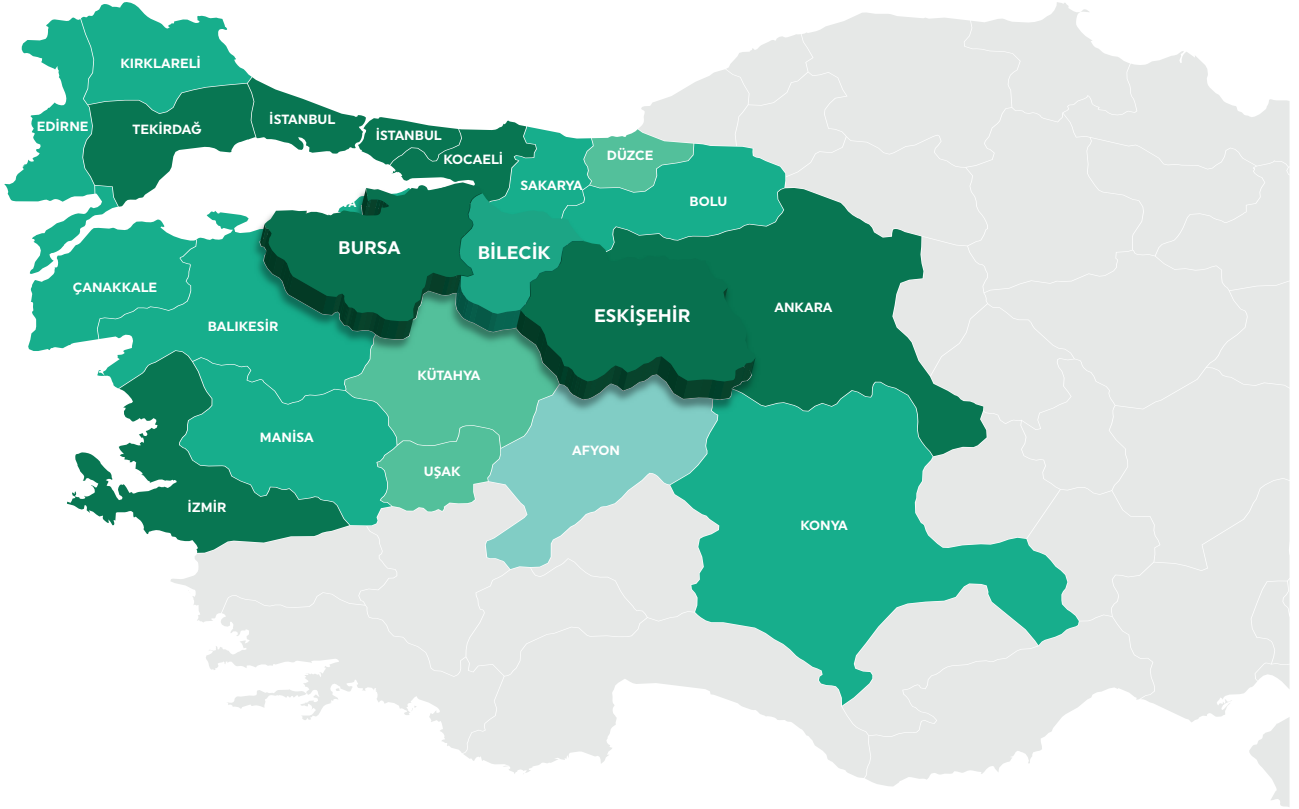 KIRKLARELİ
EDİRNE
TEKİRDAĞ
İSTANBUL
İSTANBUL
KOCAELİ
DÜZCE
SAKARYA
BOLU
BURSA
BİLECİK
ÇANAKKALE
ESKİŞEHİR
ANKARA
BALIKESİR
KÜTAHYA
MANİSA
AFYON
UŞAK
İZMİR
KONYA